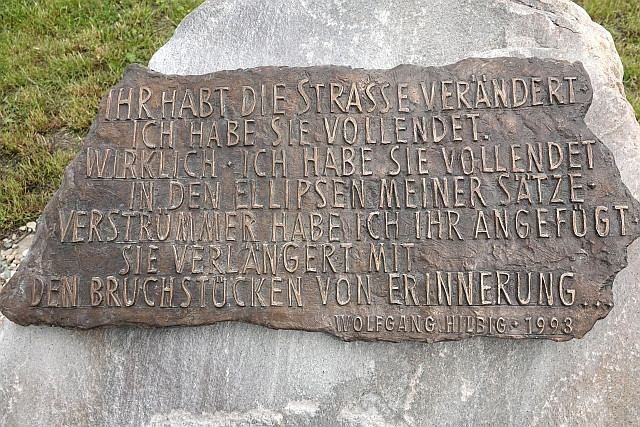 IHR HABT DIE STRASSE VERÄNDERT·
ICH HABE SIE VOLLENDET.
WIRKLICH · ICH HABE SIE VOLLENDET
IN DEN ELLIPSEN MEINER SÄTZE·
VERSTRÜMMER HABE ICH IHR ANGEFÜGT
SIE VERLÄNGERT MIT
DEN BRUCHSTÜCKEN VON ERINNERUNG...
WOLFGANG HILBIG · 1993